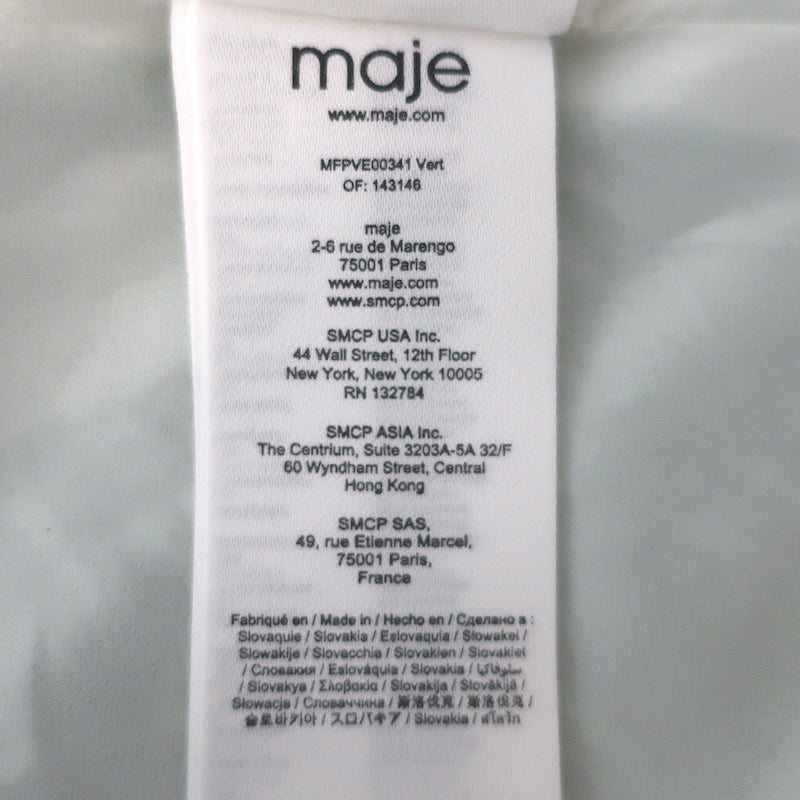 maje
www.maje.com
MFPVE00341 Vert
OF: 143146
maje
2-6 rue de Marengo
75001 Paris
www.maje.com
www.smcp.com
SMCP USA Inc.
44 Wall Street, 12th Floor
New York, New York 10005
RN 132784
SMCP ASIA Inc.
The Centrium, Suite 3203A-5A 32/F
60 Wyndham Street, Central
Hong Kong
SMCP SAS,
49, rue Etienne Marcel,
75001 Paris,
France
Fabriqué en / Made in / Hecho en / Сделано в :
Slovaquie / Slovakia / Eslovaquia / Slowakei /
Slowakije / Slovacchia / Slovakien / Slovakiet
/ Словакия / Eslováquia / Slovakia / سلوفاكيا
/ Slovakya / Σλοβακία / Slovakija / Slovākijā /
Słowacja / Словаччина / 斯洛伐克 / 斯洛伐克 /
슬로바키아 / スロバキア / Slovakia / สโลวัก